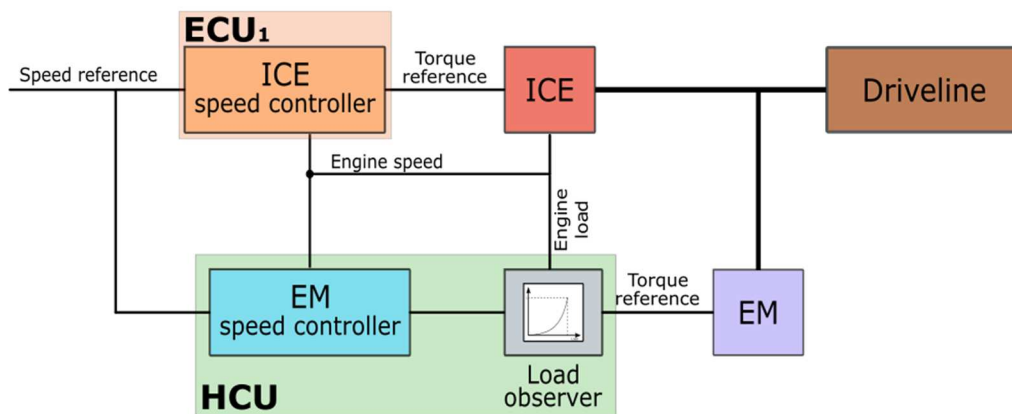 ECU₁
Speed reference
ICE
speed controller
Torque
reference
ICE
Driveline
Engine speed
Engine
load
EM
speed controller
Torque
reference
EM
Load
observer
HCU